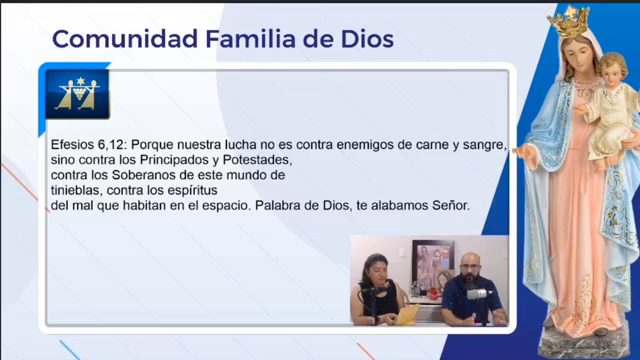 Comunidad Familia de Dios
Efesios 6,12: Porque nuestra lucha no es contra enemigos de carne y sangre,
sino contra los Principados y Potestades,
contra los Soberanos de este mundo de
tinieblas, contra los espíritus
del mal que habitan en el espacio. Palabra de Dios, te alabamos Señor.